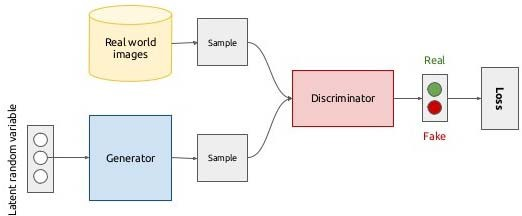 Real world
images
Sample
Real
Discriminator
Fake
Loss
Latent random variable
Generator
Sample